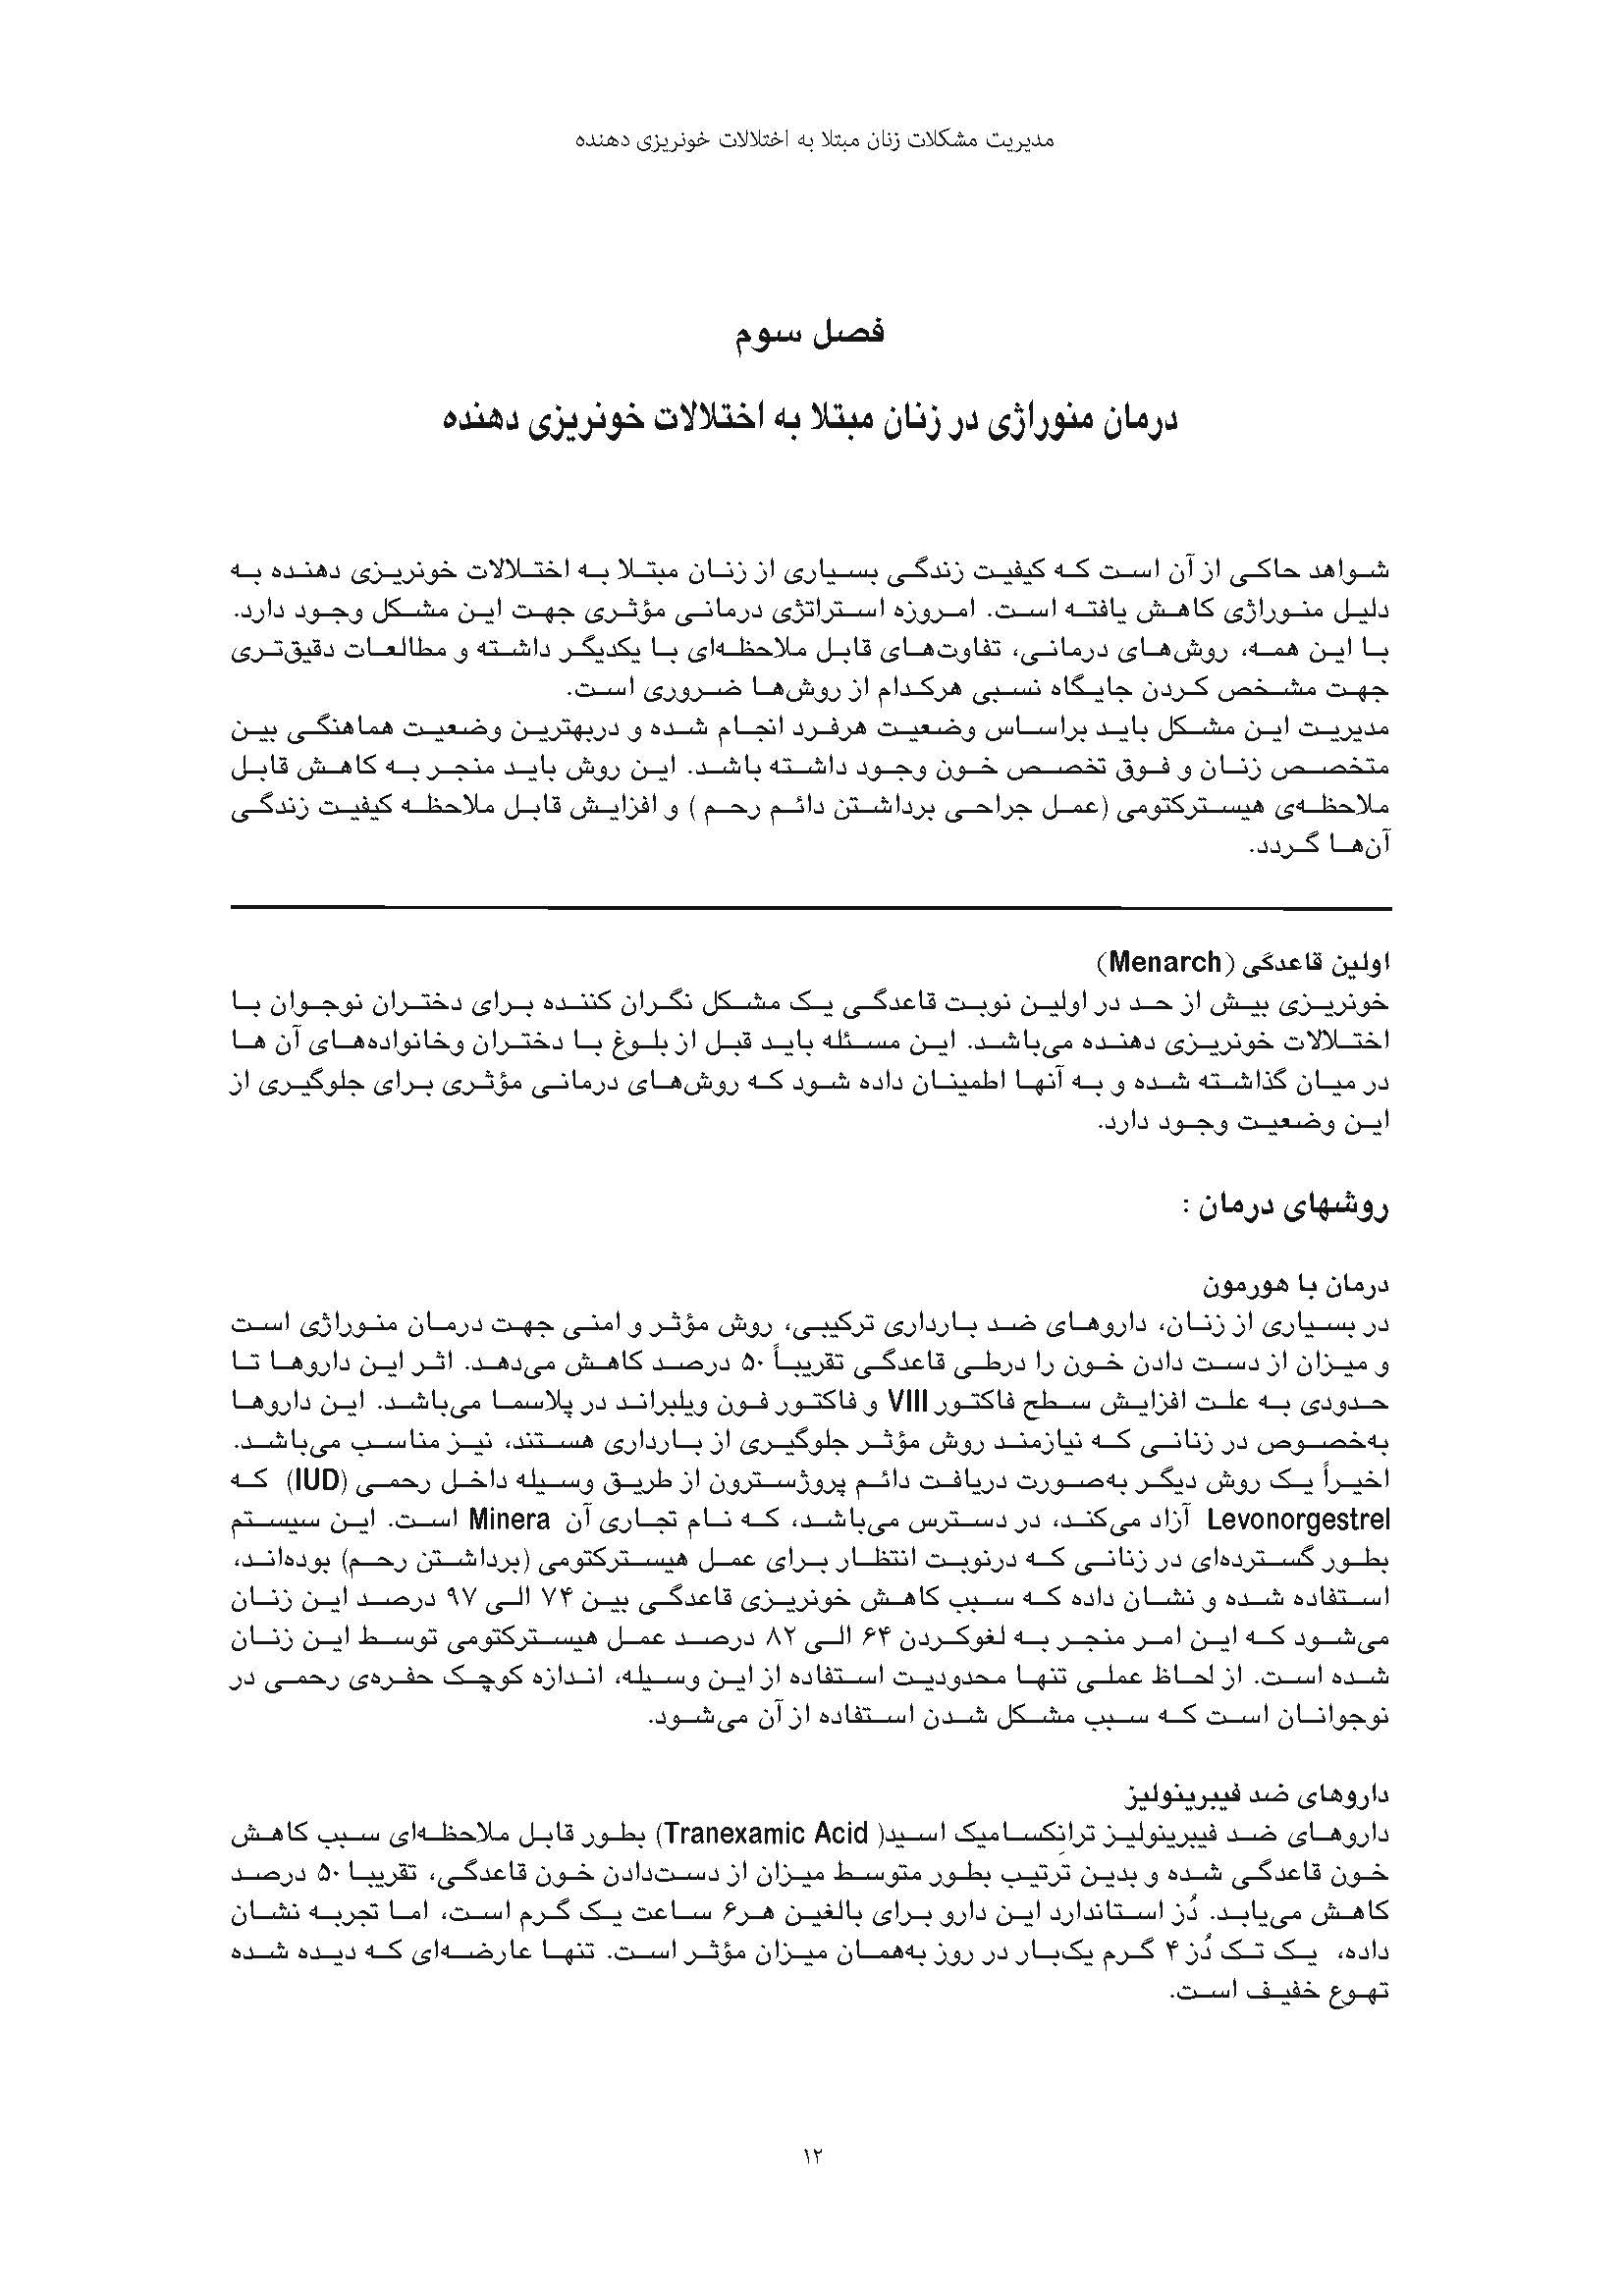 مدیریت مشکلات زنان مبتلا به اختلالات خونریزی دهنده
فصل سوم
درمان منوراژی در زنان مبتلا به اختلالات خونریزی دهنده
شواهد حاکی از آن است که کیفیت زندگی بسیاری از زنان مبتلا به اختلالات خونریزی دهنده به
دلیل منوراژی کاهش یافته است. امروزه استراتژی درمانی مؤثری جهت این مشکل وجود دارد.
با این همه، روش‌های درمانی، تفاوت‌های قابل ملاحظه‌ای با یکدیگر داشته و مطالعات دقیق‌تری
جهت مشخص کردن جایگاه نسبی هرکدام از روش‌ها ضروری است.
مدیریت این مشکل باید براساس وضعیت هرفرد انجام شده و دربهترین وضعیت هماهنگی بین
متخصص زنان و فوق تخصص خون وجود داشته باشد. این روش باید منجر به کاهش قابل
ملاحظه‌ی هیسترکتومی (عمل جراحی برداشتن دائم رحم ) و افزایش قابل ملاحظه کیفیت زندگی
آن‌ها گردد.
اولین قاعدگی (Menarch)
خونریزی بیش از حد در اولین نوبت قاعدگی یک مشکل نگران کننده برای دختران نوجوان با
اختلالات خونریزی دهنده می‌باشد. این مسئله باید قبل از بلوغ با دختران وخانواده‌های آن ها
در میان گذاشته شده و به آنها اطمینان داده شود که روش‌های درمانی مؤثری برای جلوگیری از
این وضعیت وجود دارد.
روشهای درمان :
درمان با هورمون
در بسیاری از زنان، داروهای ضد بارداری ترکیبی، روش مؤثر و امنی جهت درمان منوراژی است
و میزان از دست دادن خون را درطی قاعدگی تقریباً ۵۰ درصد کاهش می‌دهد. اثر این داروها تا
حدودی به علت افزایش سطح فاکتور VIII و فاکتور فون ویلبراند در پلاسما می‌باشد. این داروها
به‌خصوص در زنانی که نیازمند روش مؤثر جلوگیری از بارداری هستند، نیز مناسب می‌باشد.
اخیراً یک روش دیگر به‌صورت دریافت دائم پروژسترون از طریق وسیله داخل رحمی (IUD) که
Levonorgestrel آزاد می‌کند، در دسترس می‌باشد، که نام تجاری آن Minera است. این سیستم
بطور گسترده‌ای در زنانی که درنوبت انتظار برای عمل هیسترکتومی (برداشتن رحم) بوده‌اند،
استفاده شده و نشان داده که سبب کاهش خونریزی قاعدگی بین ۷۴ الی ۹۷ درصد این زنان
می‌شود که این امر منجر به لغوکردن ۶۴ الی ۸۲ درصد عمل هیسترکتومی توسط این زنان
شده است. از لحاظ عملی تنها محدودیت استفاده از این وسیله، اندازه کوچک حفره‌ی رحمی در
نوجوانان است که سبب مشکل شدن استفاده از آن می‌شود.
داروهای ضد فیبرینولیز
داروهای ضد فیبرینولیز ترانکسامیک اسید( Tranexamic Acid) بطور قابل ملاحظه‌ای سبب کاهش
خون قاعدگی شده و بدین تِرتیب بطور متوسط میزان از دست‌دادن خون قاعدگی، تقریبا ۵۰ درصد
کاهش می‌یابد. دُز استاندارد این دارو برای بالغین هر۶ ساعت یک گرم است، اما تجربه نشان
داده، یک تک دُز ۴ گرم یک‌بار در روز به‌همان میزان مؤثر است. تنها عارضه‌ای که دیده شده
تهوع خفیف است.
۱۲